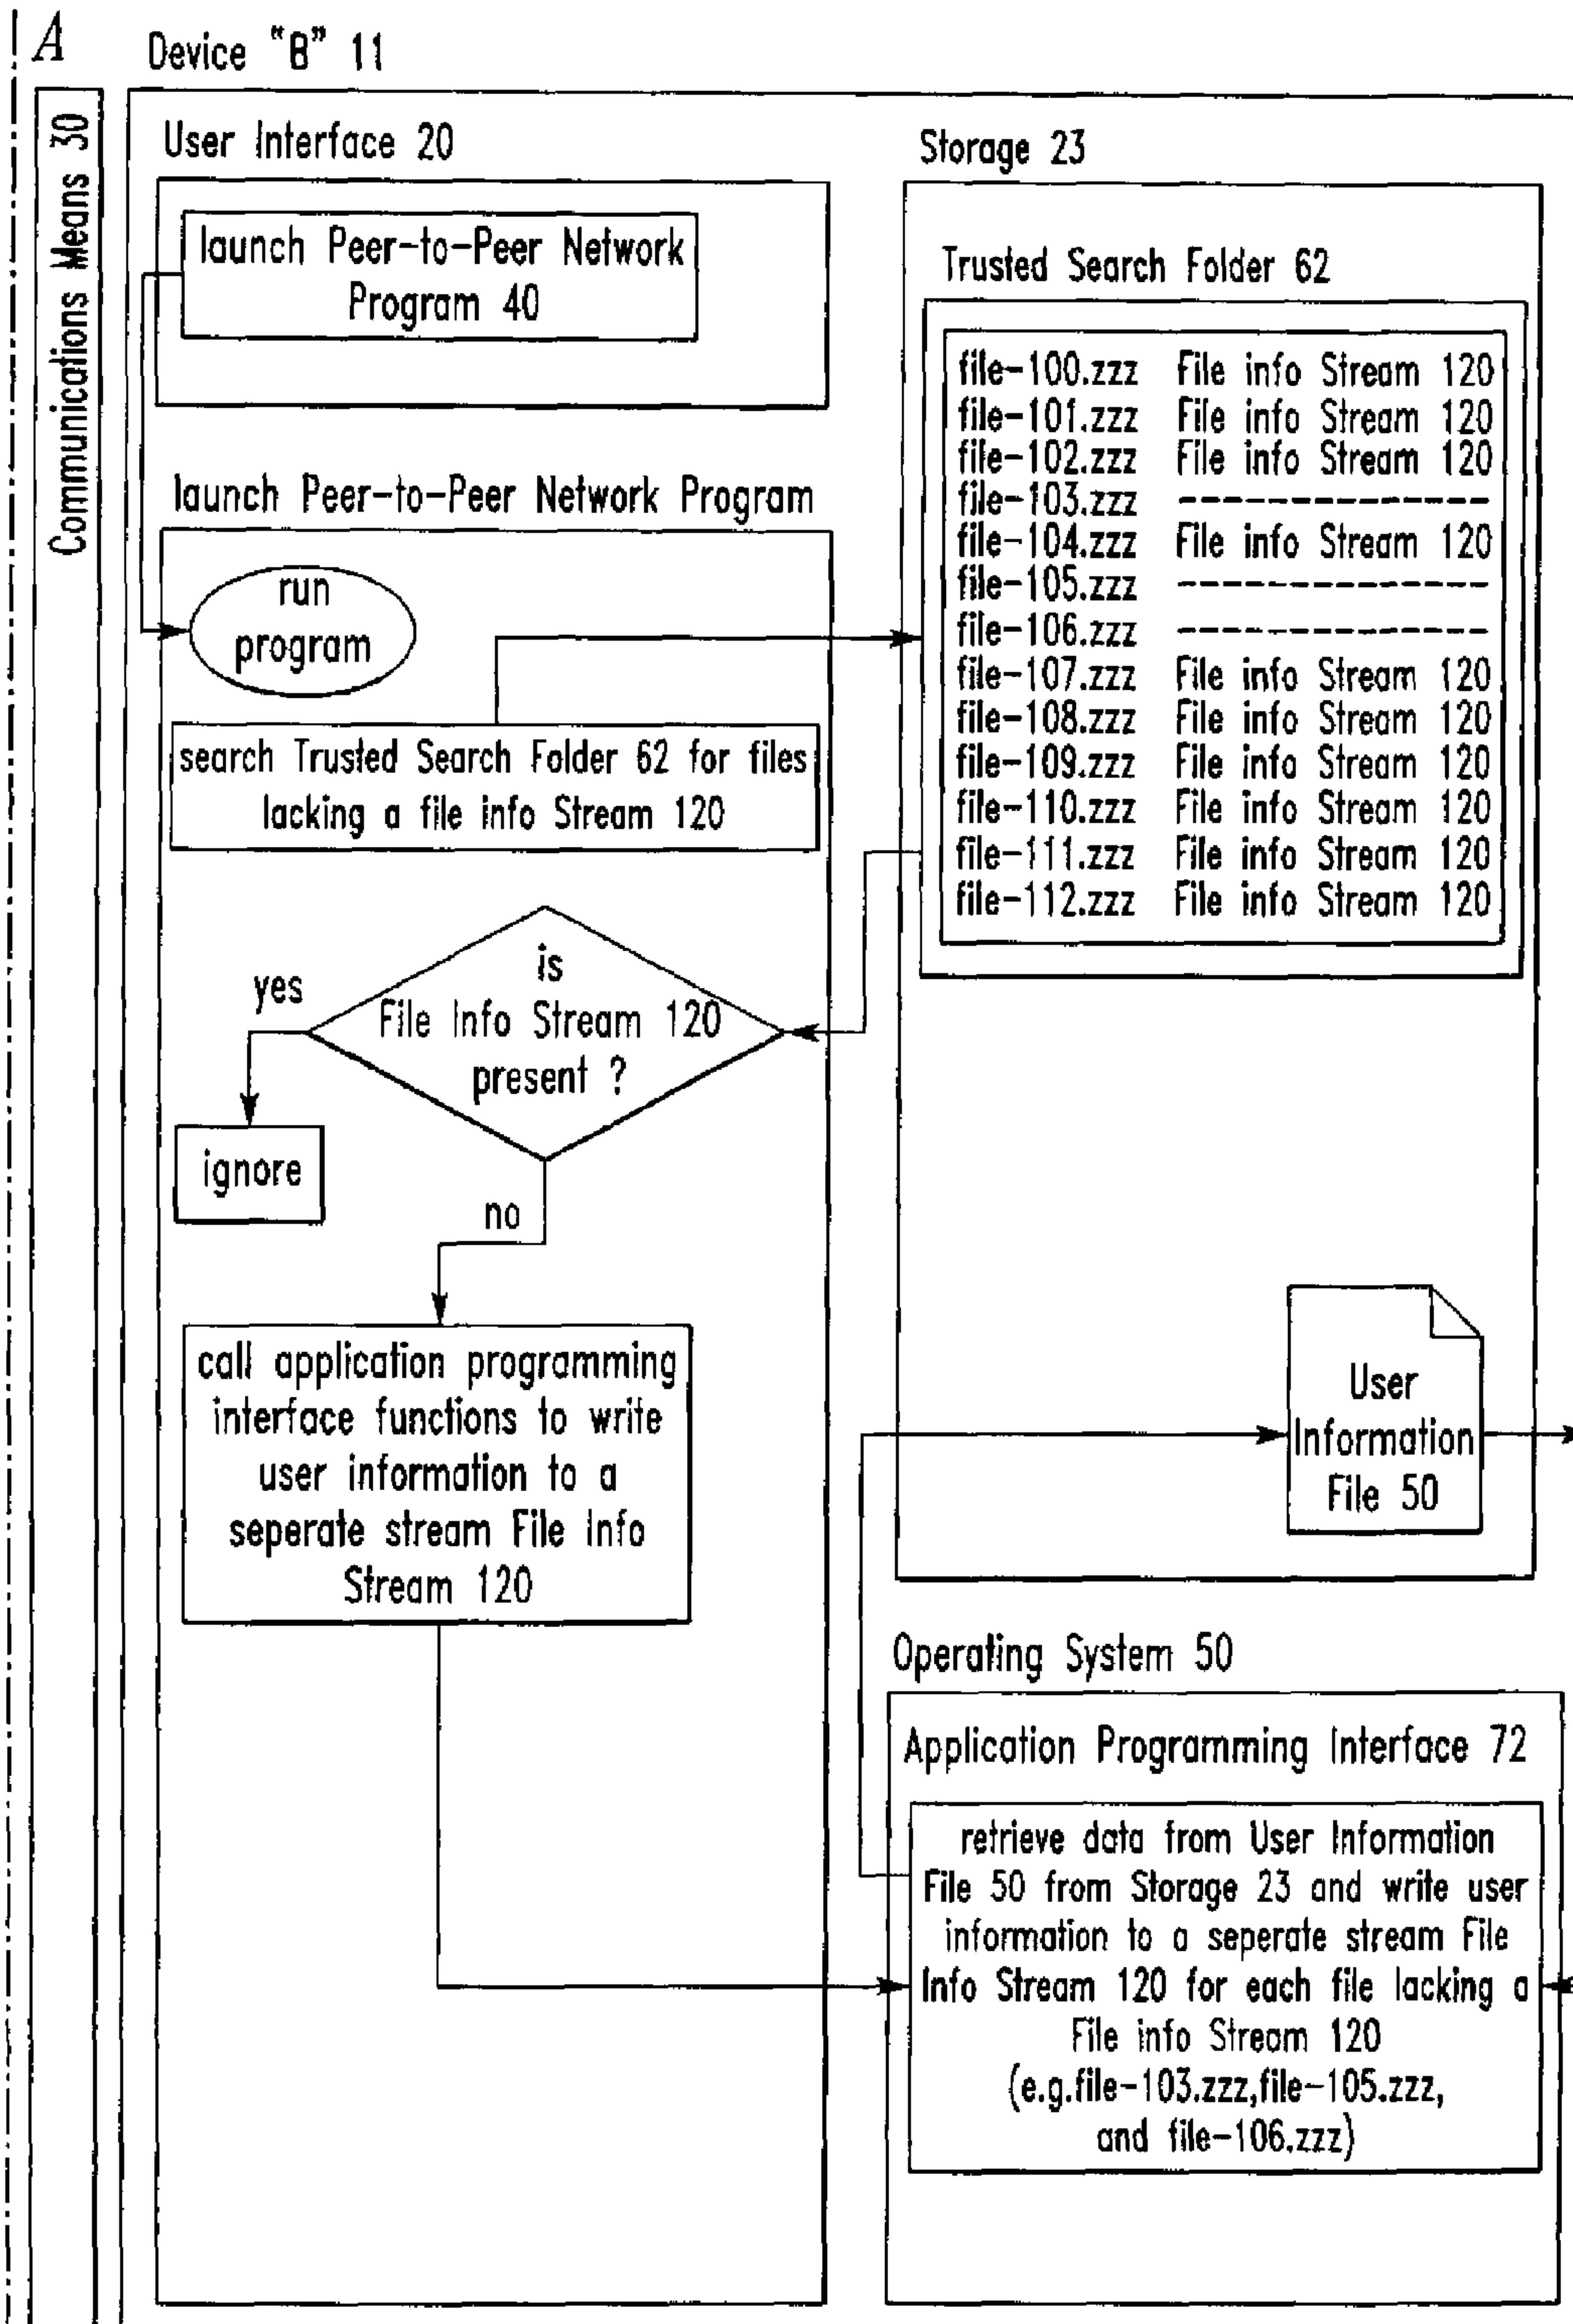 A
Device "B" 11
Communications Means 30
User Interface 20
launch Peer-to-Peer Network
Program 40
launch Peer-to-Peer Network Program
run
program
search Trusted Search Folder 62 for files
lacking a file info Stream 120
is
File Info Stream 120
present ?
yes
ignore
no
call application programming
interface functions to write
user information to a
seperate stream File Info
Stream 120
Storage 23
Trusted Search Folder 62
file-100.zzz File info Stream 120
file-101.zzz File info Stream 120
file-102.zzz File info Stream 120
file-103.zzz ---------------
file-104.zzz File info Stream 120
file-105.zzz ---------------
file-106.zzz ---------------
file-107.zzz File info Stream 120
file-108.zzz File info Stream 120
file-109.zzz File info Stream 120
file-110.zzz File info Stream 120
file-111.zzz File info Stream 120
file-112.zzz File info Stream 120
User
Information
File 50
Operating System 50
Application Programming Interface 72
retrieve data from User Information
File 50 from Storage 23 and write user
information to a seperate stream File
Info Stream 120 for each file lacking a
File info Stream 120
(e.g.file-103.zzz,file-105.zzz,
and file-106.zzz)